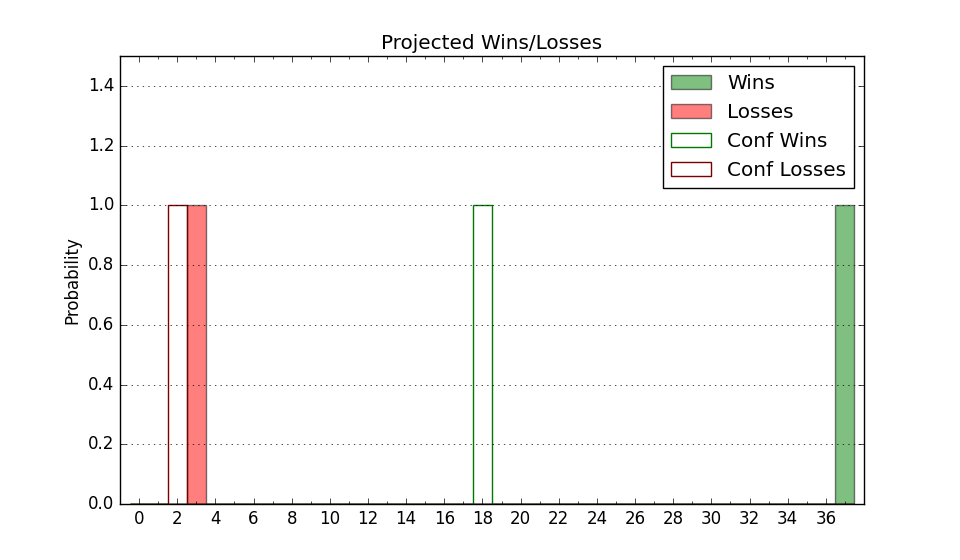 Projected Wins/Losses
Wins
Losses
Conf Wins
Conf Losses
Probability
1.4
1.2
1.0
0.8
0.6
0.4
0.2
0.0
0 2 4 6 8 10 12 14 16 18 20 22 24 26 28 30 32 34 36